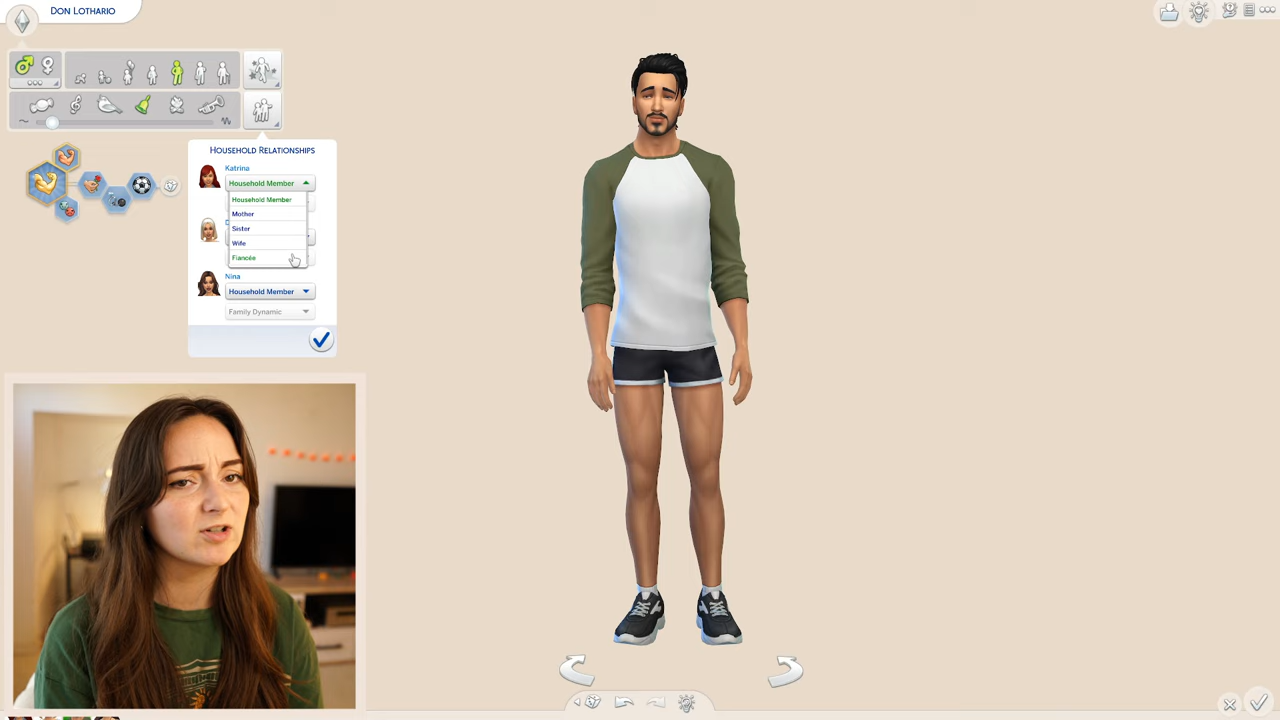 DON LOTHARIO
HOUSEHOLD RELATIONSHIPS
Katrina
Household Member
Household Member
Mother
Sister
Wife
Fiancée
Nina
Household Member
Family Dynamic